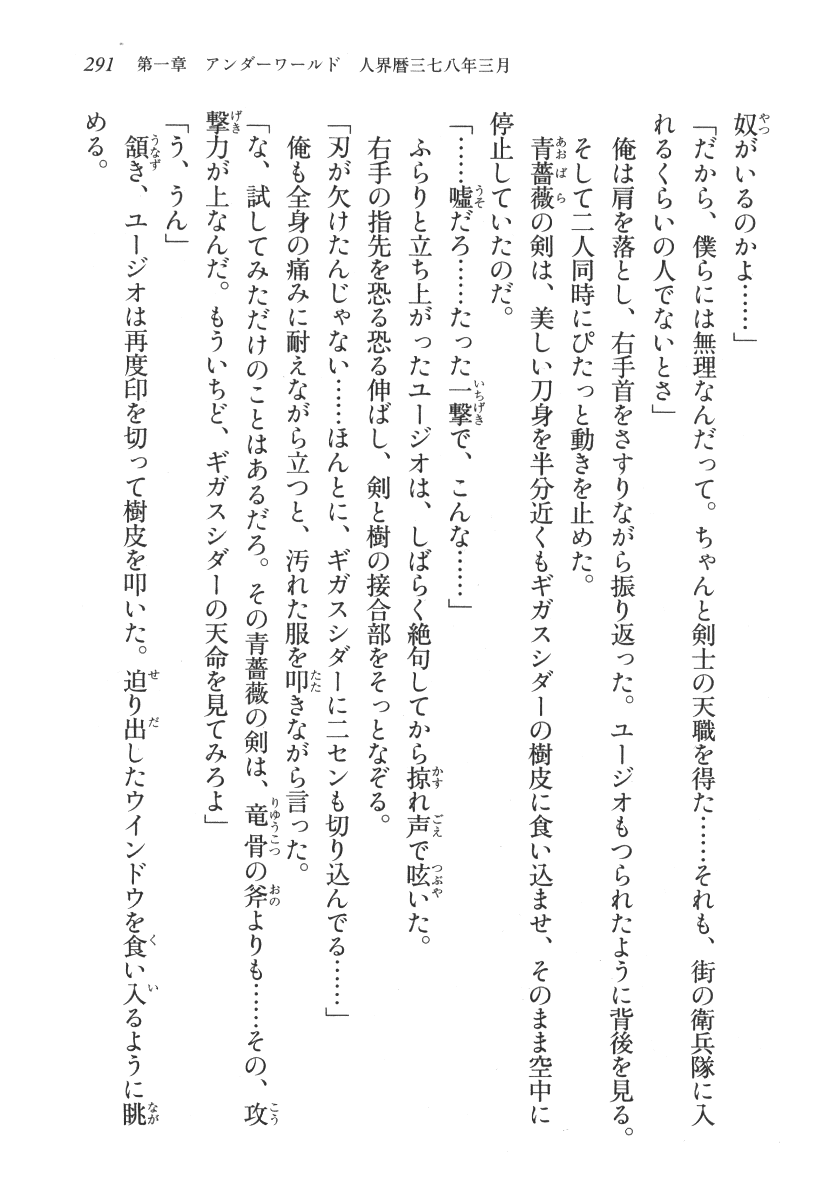 291　第一章　アンダーワールド　人界暦三七八年三月
奴がいるのかよ……」
「だから、僕らには無理なんだって。ちゃんと剣士の天職を得た……それも、街の衛兵隊に入
れるくらいの人でないとさ」
　俺は肩を落とし、右手首をさすりながら振り返った。ユージオもつられたように背後を見る。
　そして二人同時にぴたっと動きを止めた。
　青薔薇の剣は、美しい刀身を半分近くもギガスシダーの樹皮に食い込ませ、そのまま空中に
停止していたのだ。
「……嘘だろ……たった一撃で、こんな……」
　ふらりと立ち上がったユージオは、しばらく絶句してから掠れ声で呟いた。
　右手の指先を恐る恐る伸ばし、剣と樹の接合部をそっとなぞる。
「刃が欠けたんじゃない……ほんとに、ギガスシダーに二センも切り込んでる……」
　俺も全身の痛みに耐えながら立つと、汚れた服を叩きながら言った。
「な、試してみただけのことはあるだろ。その青薔薇の剣は、竜骨の斧よりも……その、攻
撃力が上なんだ。もういちど、ギガスシダーの天命を見てみろよ」
「う、うん」
　頷き、ユージオは再度印を切って樹皮を叩いた。迫り出したウインドウを食い入るように眺
める。